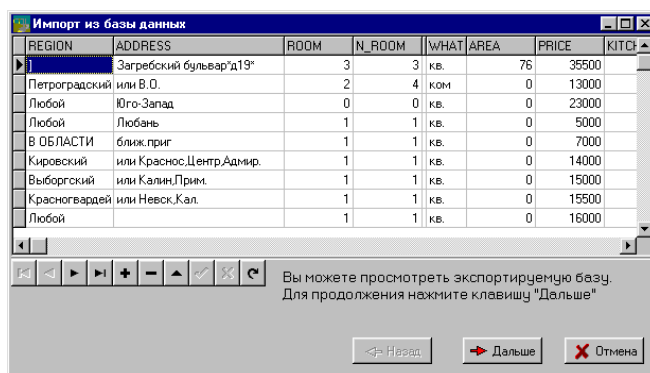 Импорт из базы данных
REGION ADDRESS ROOM N_ROOM WHAT AREA PRICE KITCH
] Загребский бульвар*д19* 3 3 кв. 76 35500
Петроградский или В.О. 2 4 ком 0 13000
Любой Юго-Запад 0 0 кв. 0 23000
Любой Любань 1 1 кв. 0 5000
В ОБЛАСТИ ближ.приг 1 1 кв. 0 7000
Кировский или Краснос,Центр,Адмир. 1 1 кв. 0 14000
Выборгский или Калин,Прим. 1 1 кв. 0 15000
Красногвардей или Невск,Кал. 1 1 кв. 0 15500
Любой 1 1 кв. 0 16000
Вы можете просмотреть экспортируемую базу.
Для продолжения нажмите клавишу "Дальше"
Назад Дальше Отмена